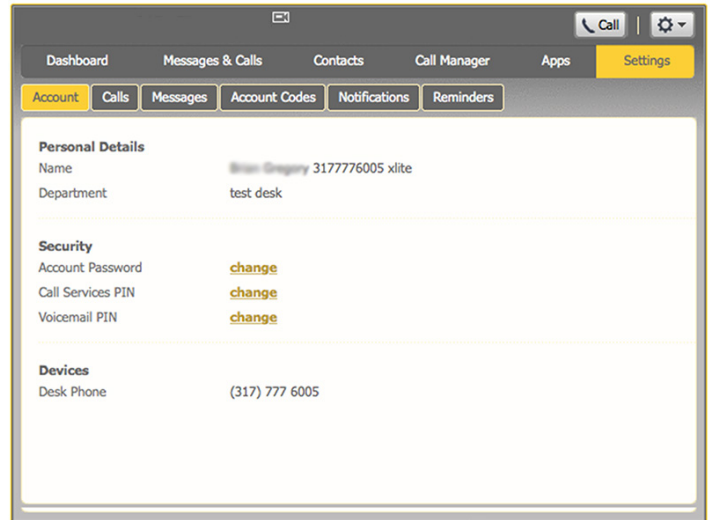 Call
Dashboard Messages & Calls Contacts Call Manager Apps Settings
Account Calls Messages Account Codes Notifications Reminders
Personal Details
Name 3177776005 xlite
Department test desk
Security
Account Password change
Call Services PIN change
Voicemail PIN change
Devices
Desk Phone (317) 777 6005